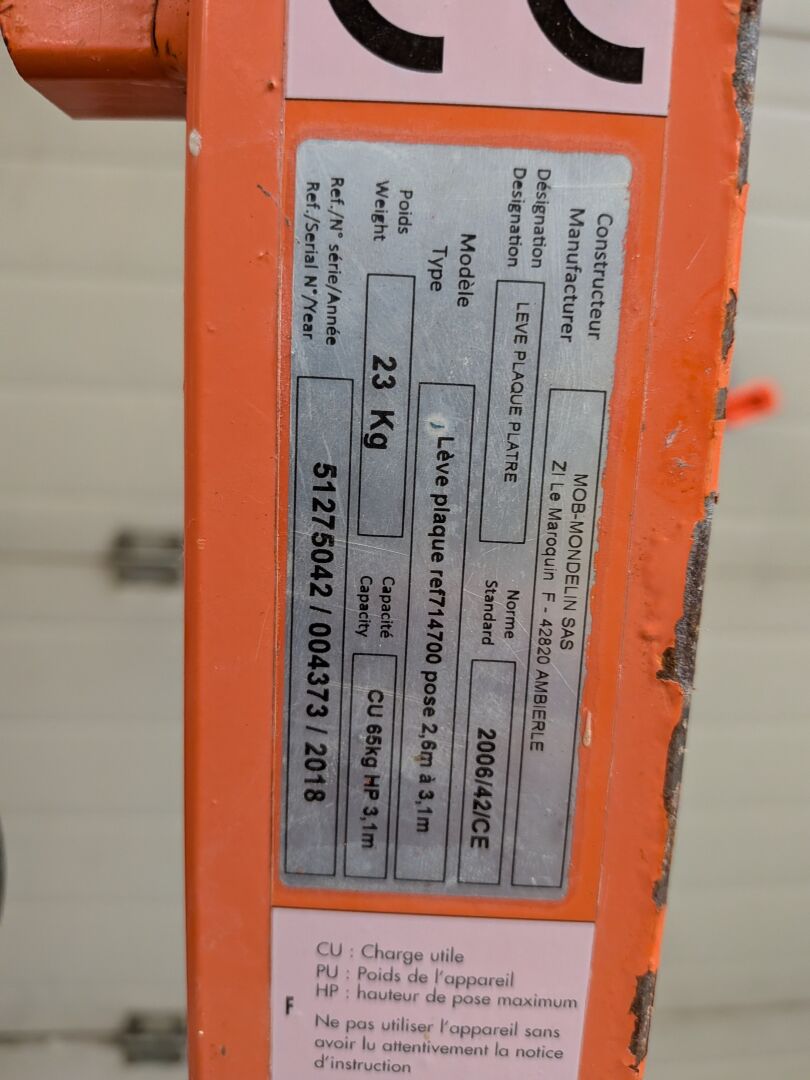 Constructeur
Manufacturer
MOB-MONDELIN SAS
ZI Le Maroquin F - 42820 AMBIERLE
Désignation
Designation
LEVE PLAQUE PLATRE
Norme
Standard
2006/42/CE
Modèle
Type
Lève plaque ref714700 pose 2,6m à 3,1m
Poids
Weight
23 Kg
Capacité
Capacity
CU 65kg HP 3,1m
Ref./N° série/Année
Ref./Serial N°/Year
51275042 / 004373 / 2018
CU : Charge utile
PU : Poids de l'appareil
HP : hauteur de pose maximum
F
Ne pas utiliser l'appareil sans
avoir lu attentivement la notice
d'instruction